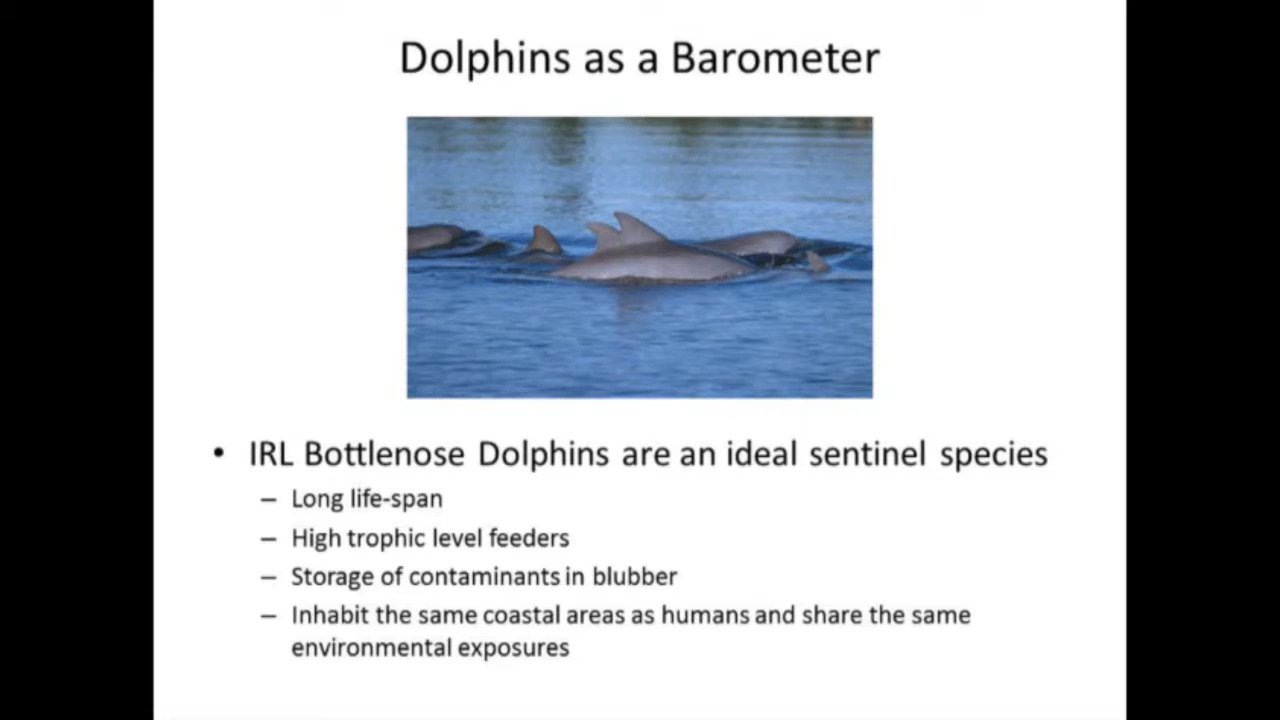 Dolphins as a Barometer
• IRL Bottlenose Dolphins are an ideal sentinel species
– Long life-span
– High trophic level feeders
– Storage of contaminants in blubber
– Inhabit the same coastal areas as humans and share the same
environmental exposures